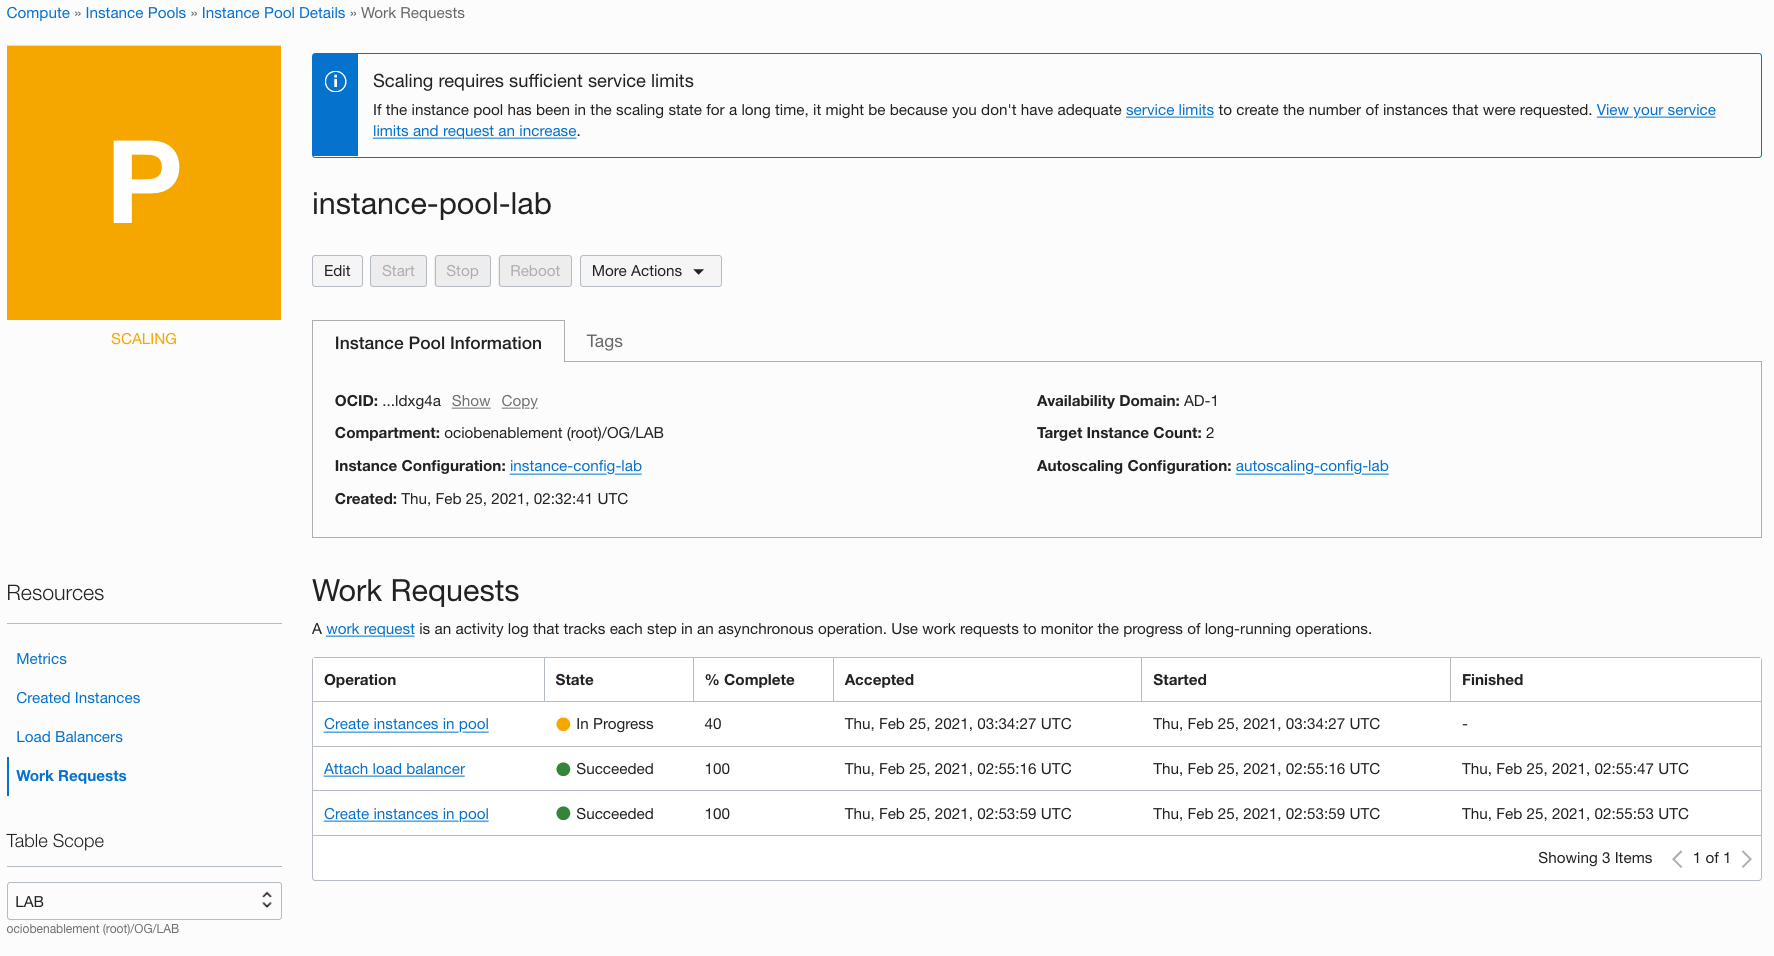 Compute » Instance Pools » Instance Pool Details » Work Requests
P
SCALING
Scaling requires sufficient service limits
If the instance pool has been in the scaling state for a long time, it might be because you don't have adequate service limits to create the number of instances that were requested. View your service
limits and request an increase.
instance-pool-lab
Edit Start Stop Reboot More Actions
Instance Pool Information Tags
OCID: ...ldxg4a Show Copy
Compartment: ociobenablement (root)/OG/LAB
Instance Configuration: instance-config-lab
Created: Thu, Feb 25, 2021, 02:32:41 UTC
Availability Domain: AD-1
Target Instance Count: 2
Autoscaling Configuration: autoscaling-config-lab
Resources
Metrics
Created Instances
Load Balancers
Work Requests
Table Scope
LAB
ociobenablement (root)/OG/LAB
Work Requests
A work request is an activity log that tracks each step in an asynchronous operation. Use work requests to monitor the progress of long-running operations.
Operation State % Complete Accepted Started Finished
Create instances in pool In Progress 40 Thu, Feb 25, 2021, 03:34:27 UTC Thu, Feb 25, 2021, 03:34:27 UTC -
Attach load balancer Succeeded 100 Thu, Feb 25, 2021, 02:55:16 UTC Thu, Feb 25, 2021, 02:55:16 UTC Thu, Feb 25, 2021, 02:55:47 UTC
Create instances in pool Succeeded 100 Thu, Feb 25, 2021, 02:53:59 UTC Thu, Feb 25, 2021, 02:53:59 UTC Thu, Feb 25, 2021, 02:55:53 UTC
Showing 3 Items 1 of 1